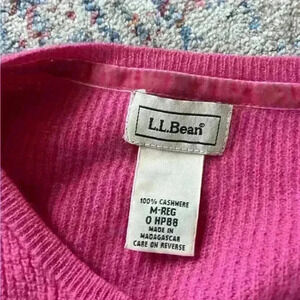 L.L.Bean®
100% CASHMERE
M-REG
0 HP88
MADE IN
MADAGASCAR
CARE ON REVERSE